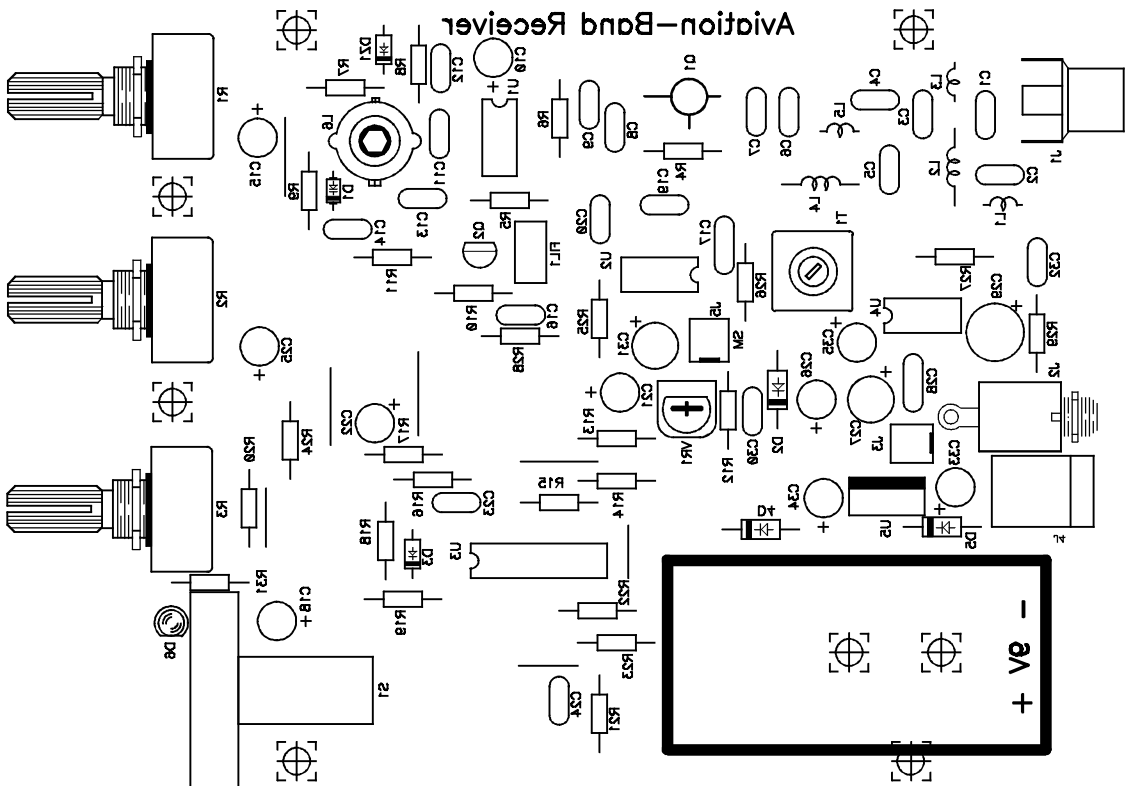 Aviation-Band Receiver
DZ1
R8
C12
C10
+
U1
R7
Q1
C4
L3
C1
R1
+
L6
R6
C9
C8
C7
C6
L5
C3
J1
C15
C11
R4
C5
L2
C2
R9
D1
C13
C19
L4
L1
R5
C14
C20
C17
T1
Q2
FIL1
U2
R11
R26
R27
C32
R2
R10
C16
R25
J5
SM
U4
C29
+
R28
C31
+
C35
+
R29
C25
+
C26
+
C28
J2
C21
+
C22
+
R17
R13
VR1
R12
C30
D2
C27
+
J3
R24
R20
R16
C23
R15
R14
C34
+
C33
+
R3
R18
D3
U3
D4
U5
D5
J4
R31
R19
R22
C18
+
D6
R23
S1
C24
R21
-
9V
+